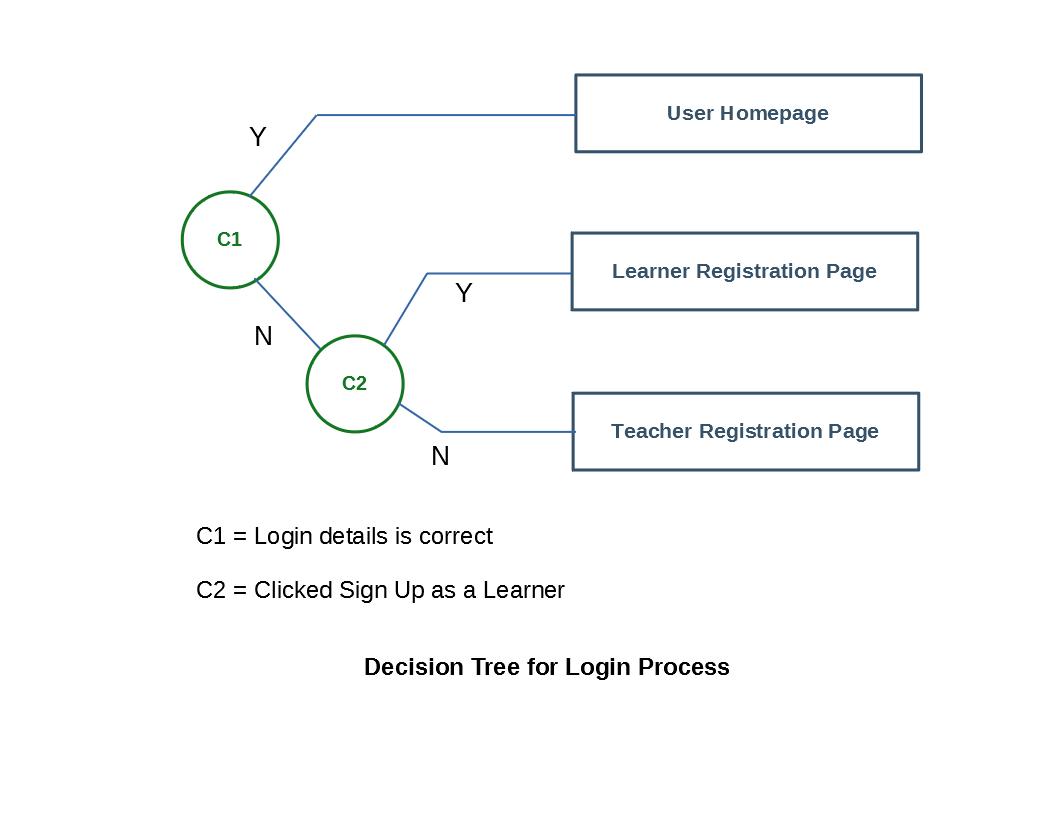 User Homepage
Y
C1
Learner Registration Page
Y
N
C2
Teacher Registration Page
N
C1 = Login details is correct
C2 = Clicked Sign Up as a Learner
Decision Tree for Login Process